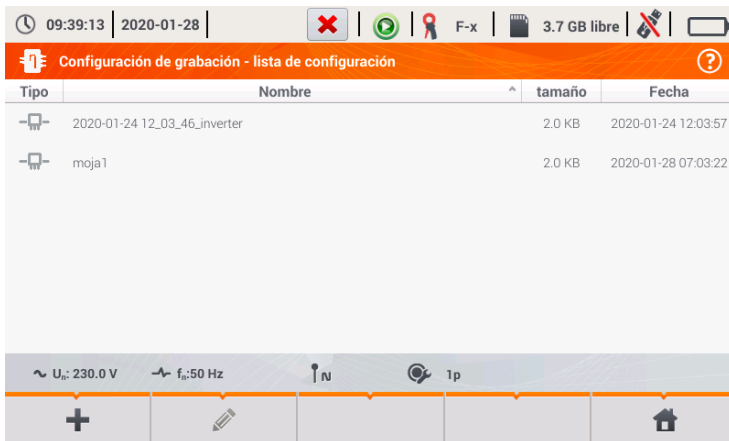 09:39:13 2020-01-28 F-x 3.7 GB libre
Configuración de grabación - lista de configuración ?
Tipo Nombre tamaño Fecha
2020-01-24 12_03_46_inverter 2.0 KB 2020-01-24 12:03:57
moja1 2.0 KB 2020-01-28 07:03:22
Uₙ: 230.0 V fₙ:50 Hz N 1p